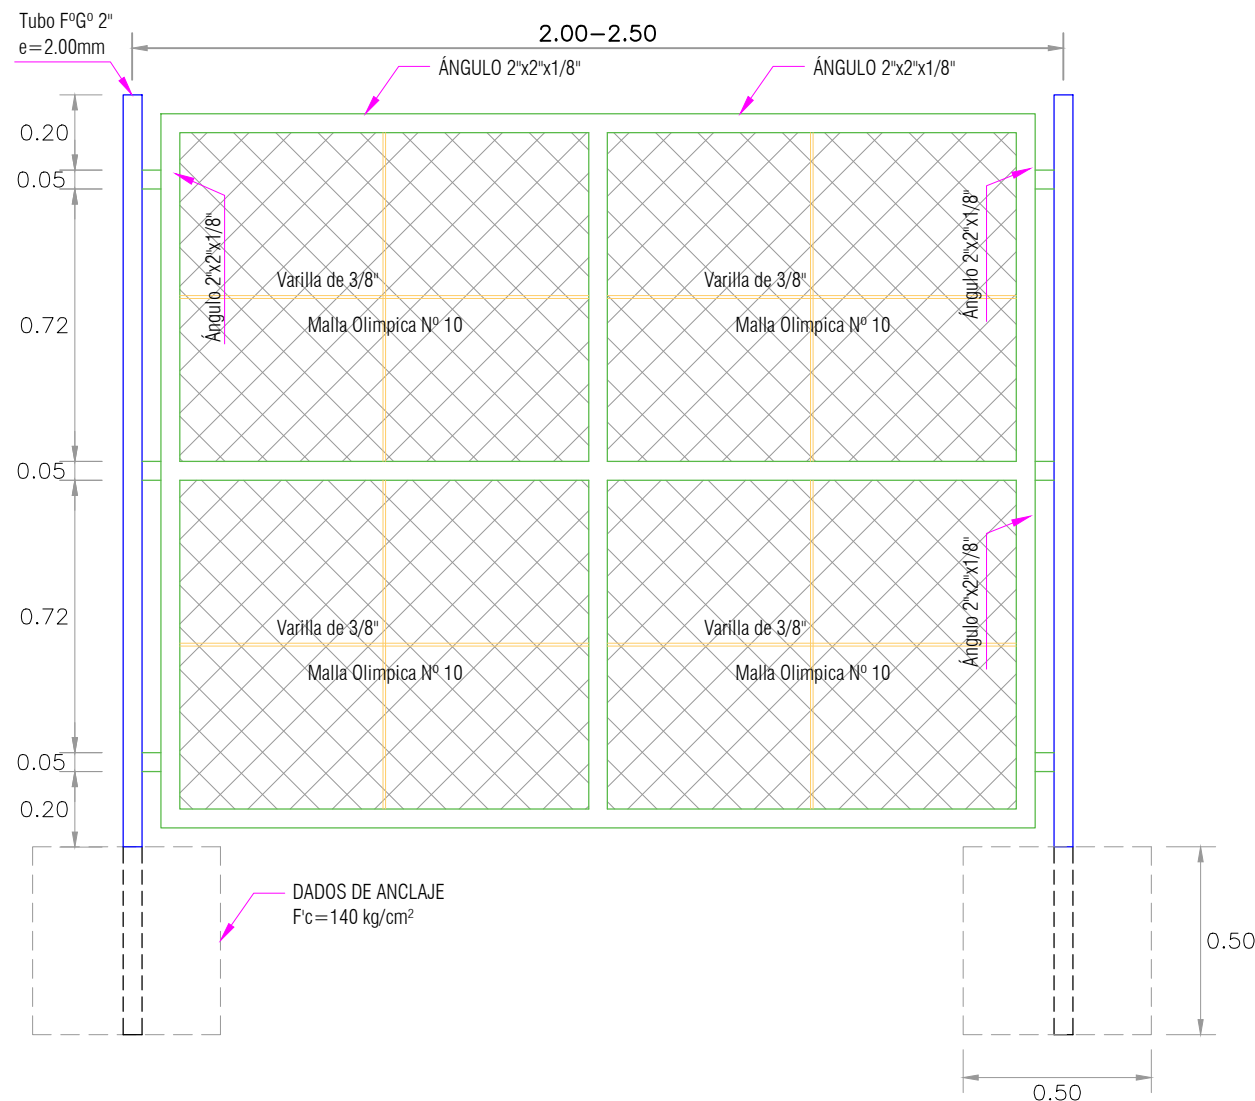 Tubo FºGº 2"
e=2.00mm
2.00-2.50
ÁNGULO 2"x2"x1/8"
ÁNGULO 2"x2"x1/8"
0.20
0.05
0.72
0.05
0.72
0.05
0.20
Ángulo 2"x2"x1/8"
Ángulo 2"x2"x1/8"
Varilla de 3/8"
Malla Olimpica Nº 10
Varilla de 3/8"
Malla Olimpica Nº 10
Ángulo 2"x2"x1/8"
Varilla de 3/8"
Malla Olimpica Nº 10
Varilla de 3/8"
Malla Olimpica Nº 10
DADOS DE ANCLAJE
F'c=140 kg/cm²
0.50
0.50